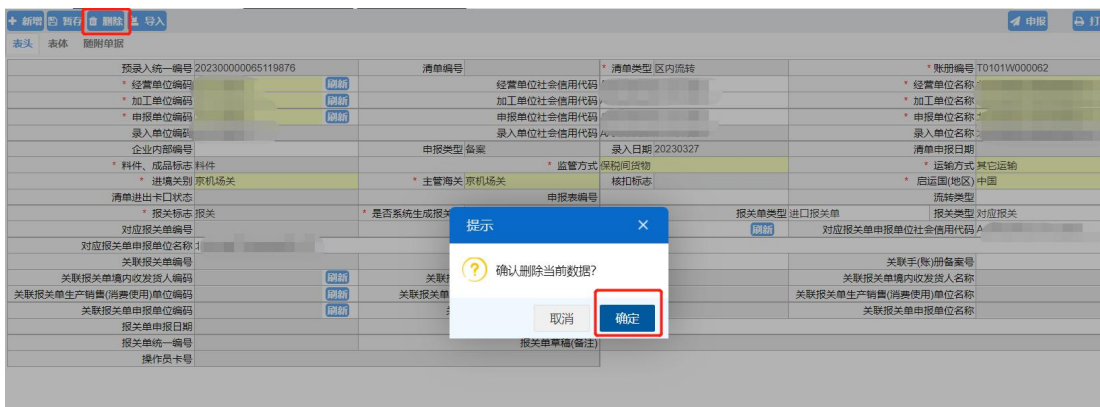 新增 暂存 删除 导入 申报 打
表头 表体 随附单据
预录入统一编号 202300000065119876 清单编号 * 清单类型 区内流转 * 账册编号 T0101W000062
* 经营单位编码 刷新 经营单位社会信用代码 * 经营单位名称
* 加工单位编码 刷新 加工单位社会信用代码 * 加工单位名称
* 申报单位编码 刷新 申报单位社会信用代码 * 申报单位名称
录入单位编码 录入单位社会信用代码 录入单位名称
企业内部编号 申报类型 备案 录入日期 20230327 清单申报日期
* 料件、成品标志 料件 * 监管方式 保税间货物 * 运输方式 其它运输
* 进境关别 京机场关 * 主管海关 京机场关 核扣标志 * 启运国(地区) 中国
清单进出卡口状态 申报表编号 流转类型
* 报关标志 报关 * 是否系统生成报关 报关单类型 进口报关单 报关类型 对应报关
对应报关单编号 刷新 对应报关单申报单位社会信用代码
对应报关单申报单位名称
关联报关单编号 关联手(账)册备案号
关联报关单境内收发货人编码 刷新 关联报 关联报关单境内收发货人名称
关联报关单生产销售(消费使用)单位编码 刷新 关联报关单 关联报关单生产销售(消费使用)单位名称
关联报关单申报单位编码 刷新 关联报关单申报单位名称
报关单申报日期
报关单统一编号 报关单草稿(备注)
操作员卡号
提示 ×
? 确认删除当前数据?
取消 确定